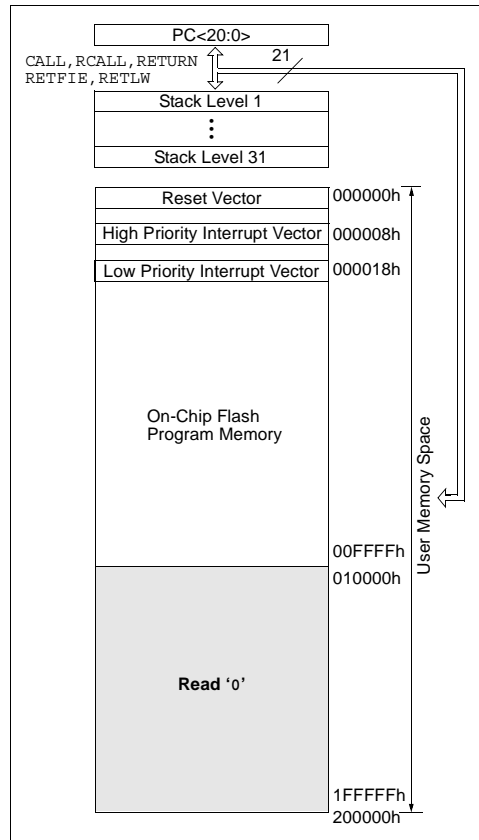 PC<20:0>
CALL,RCALL,RETURN
RETFIE,RETLW
21
Stack Level 1
Stack Level 31
Reset Vector
000000h
High Priority Interrupt Vector
000008h
Low Priority Interrupt Vector
000018h
On-Chip Flash
Program Memory
User Memory Space
00FFFFh
010000h
Read ‘0’
1FFFFFh
200000h